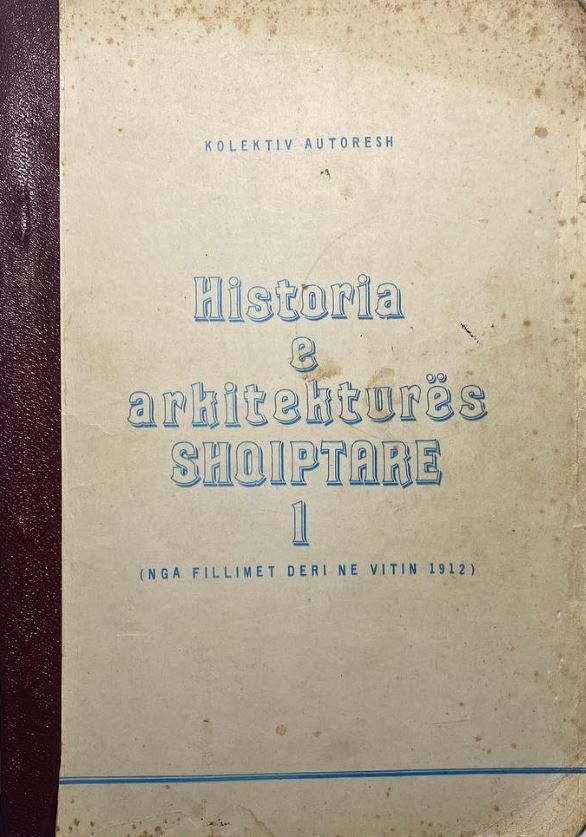 KOLEKTIV AUTORESH
Historia
e
arkitekturës
SHQIPTARE
1
(NGA FILLIMET DERI NE VITIN 1912)